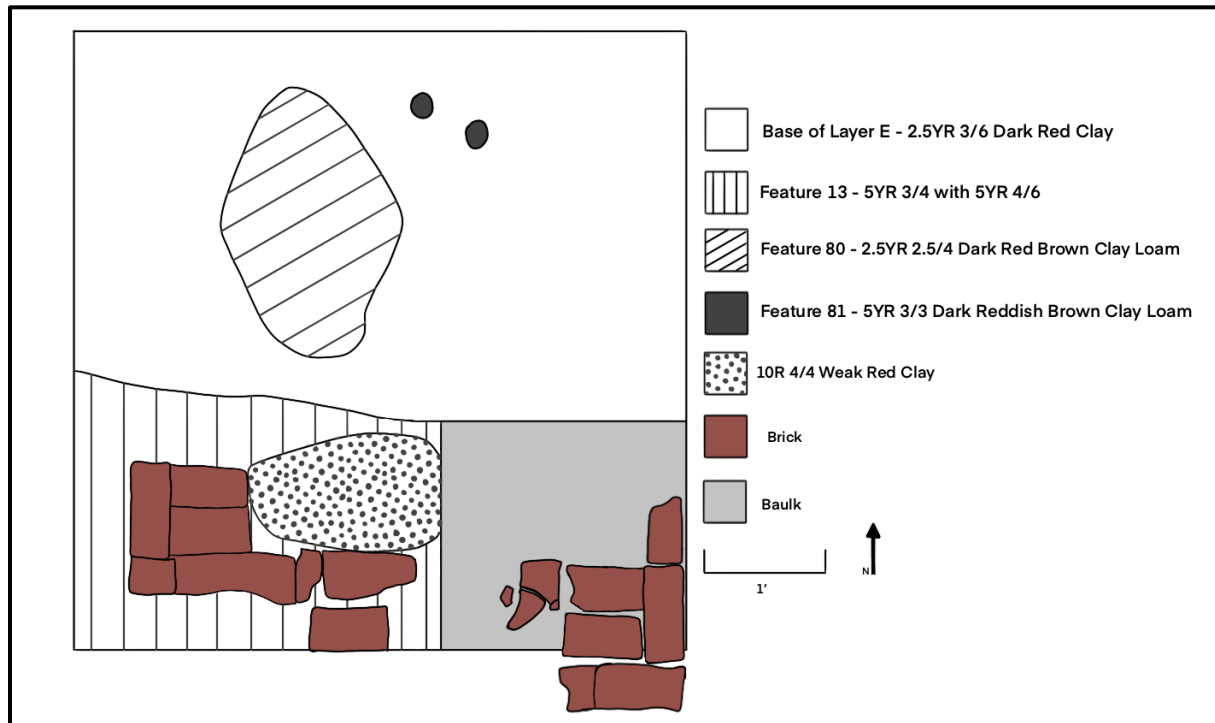 Base of Layer E - 2.5YR 3/6 Dark Red Clay
Feature 13 - 5YR 3/4 with 5YR 4/6
Feature 80 - 2.5YR 2.5/4 Dark Red Brown Clay Loam
Feature 81 - 5YR 3/3 Dark Reddish Brown Clay Loam
10R 4/4 Weak Red Clay
Brick
Baulk
N
1'